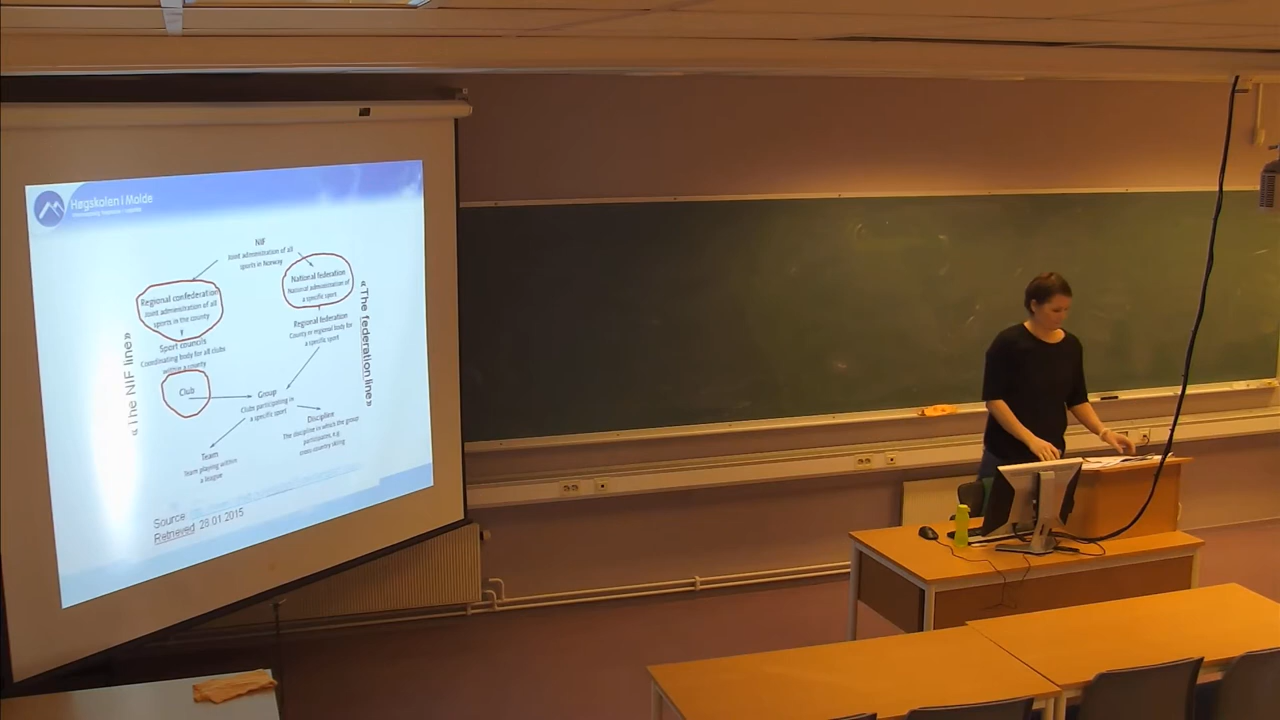 Høgskolen i Molde
NIF
Joint administration of all
sports in Norway
Regional confederation
Joint administration of all
sports in the county
National federation
National administration of
a specific sport
Sport councils
Coordinating body for all clubs
within a county
Regional federation
County or regional body for
a specific sport
«The NIF line»
«The federation line»
Club
Group
Clubs participating in
a specific sport
Discipline
The discipline in which the group
participates, e.g.
cross-country skiing
Team
Team playing within
a league
Source
Retrieved 28.01.2015